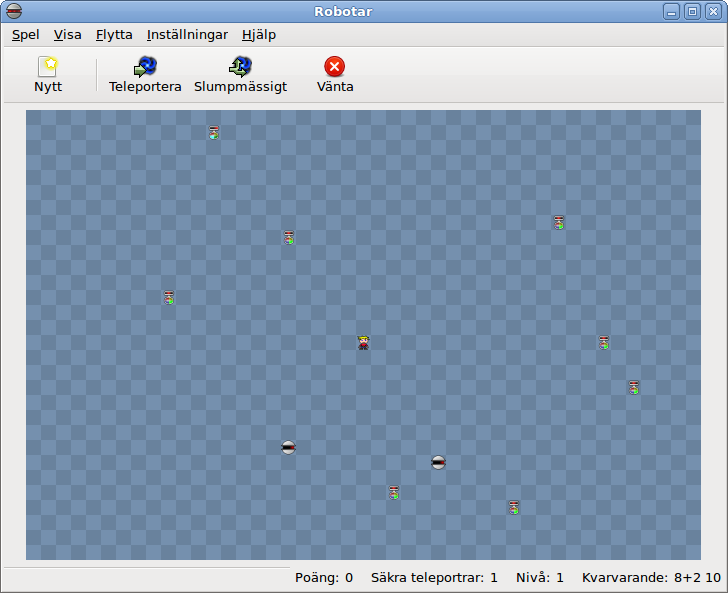 Robotar
Spel Visa Flytta Inställningar Hjälp
Nytt Teleportera Slumpmässigt Vänta
Poäng: 0 Säkra teleportrar: 1 Nivå: 1 Kvarvarande: 8+2 10